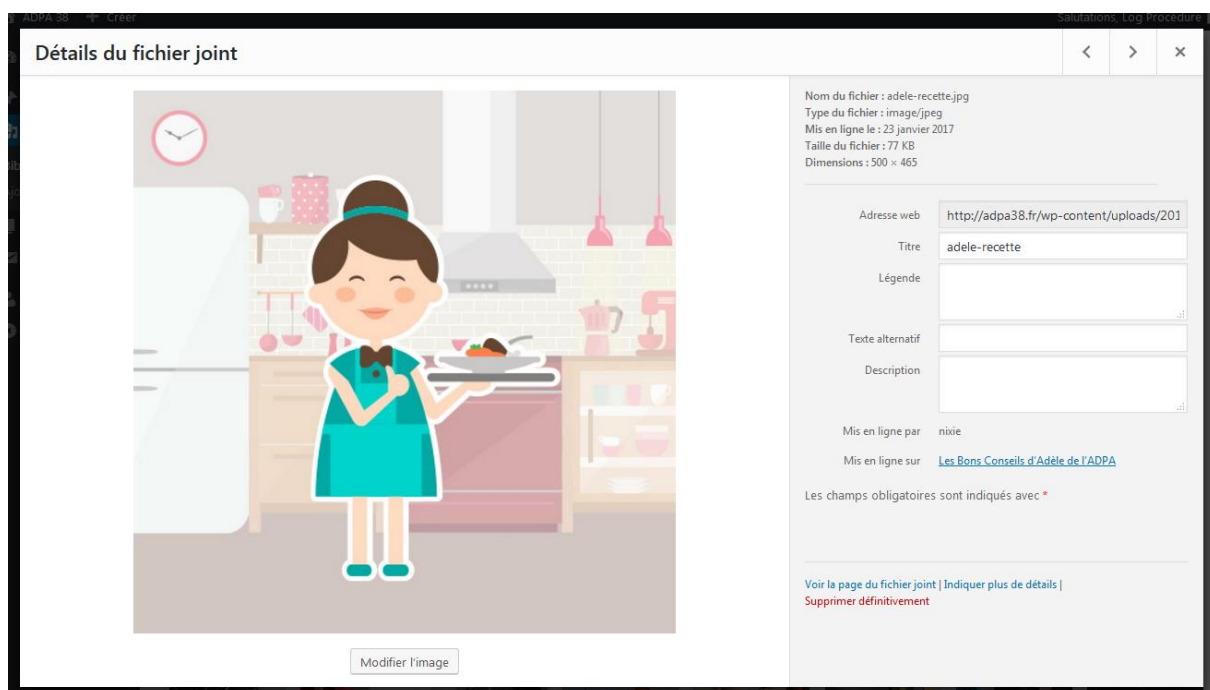 ADPA 38 + Créer
Salutations, Log Procedure
Détails du fichier joint
Nom du fichier : adele-recette.jpg
Type du fichier : image/jpeg
Mis en ligne le : 23 janvier 2017
Taille du fichier : 77 KB
Dimensions : 500 × 465
Adresse web http://adpa38.fr/wp-content/uploads/201
Titre adele-recette
Légende
Texte alternatif
Description
Mis en ligne par nixie
Mis en ligne sur Les Bons Conseils d'Adèle de l'ADPA
Les champs obligatoires sont indiqués avec *
Voir la page du fichier joint | Indiquer plus de détails |
Supprimer définitivement
Modifier l'image